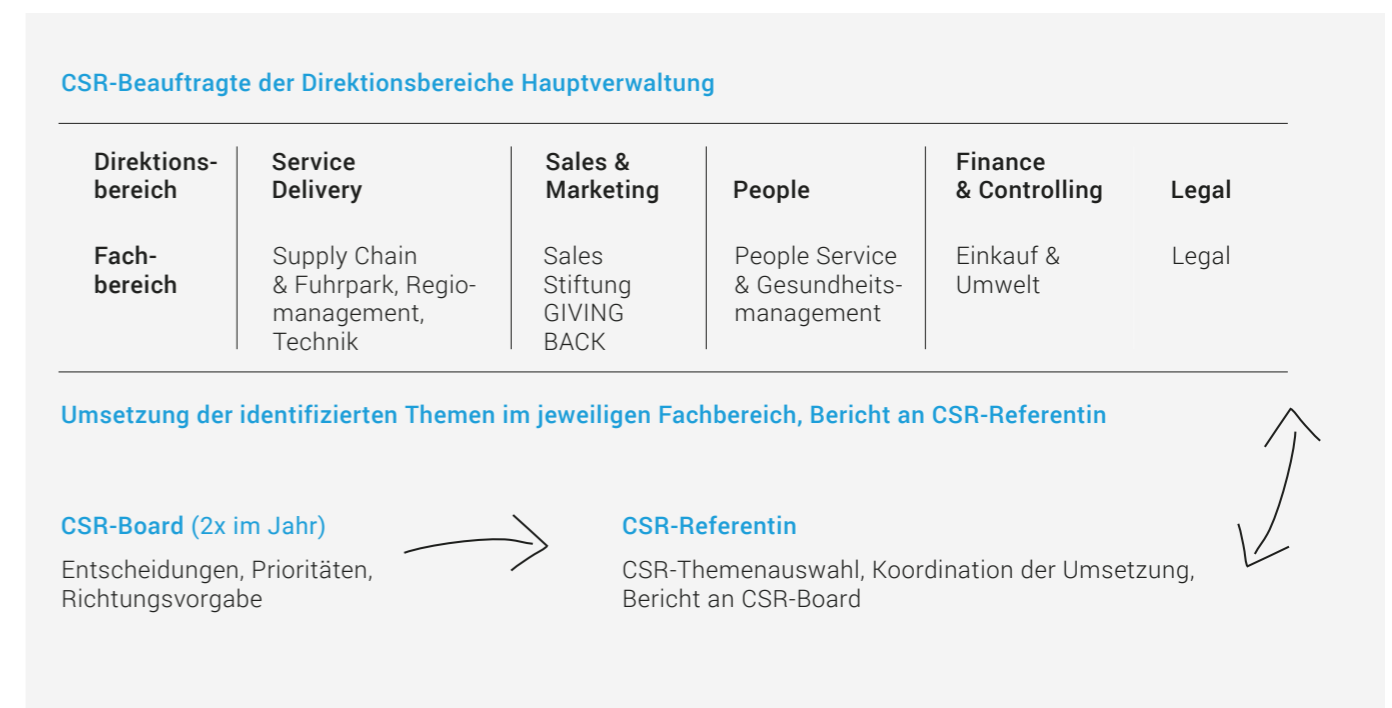 CSR-Beauftragte der Direktionsbereiche Hauptverwaltung
Direktions-
bereich
Service
Delivery
Sales &
Marketing
People
Finance
& Controlling
Legal
Fach-
bereich
Supply Chain
& Fuhrpark, Regio-
management,
Technik
Sales
Stiftung
GIVING
BACK
People Service
& Gesundheits-
management
Einkauf &
Umwelt
Legal
Umsetzung der identifizierten Themen im jeweiligen Fachbereich, Bericht an CSR-Referentin
CSR-Board (2x im Jahr)
Entscheidungen, Prioritäten,
Richtungsvorgabe
CSR-Referentin
CSR-Themenauswahl, Koordination der Umsetzung,
Bericht an CSR-Board